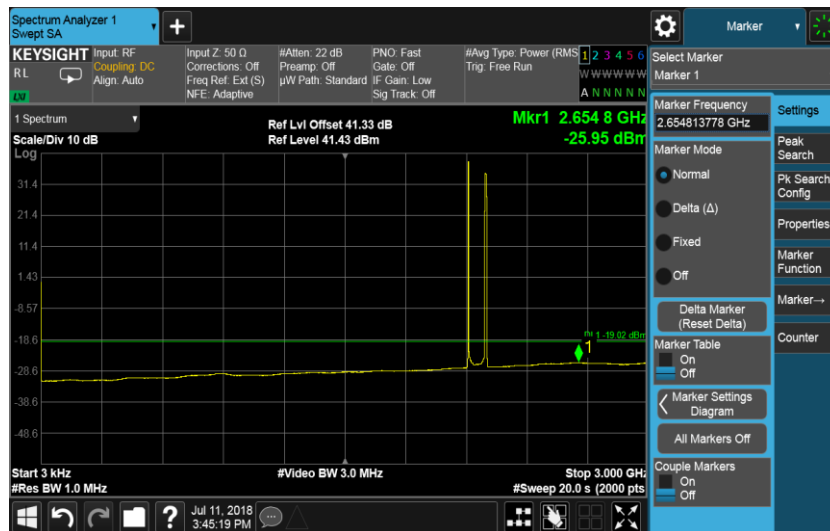 Spectrum Analyzer 1
Swept SA
+
Marker
KEYSIGHT
RL
LXI
Input: RF
Coupling: DC
Align: Auto
Input Z: 50 Ω
Corrections: Off
Freq Ref: Ext (S)
NFE: Adaptive
#Atten: 22 dB
Preamp: Off
µW Path: Standard
PNO: Fast
Gate: Off
IF Gain: Low
Sig Track: Off
#Avg Type: Power (RMS
Trig: Free Run
1 2 3 4 5 6
W W W W W W
A N N N N N
1 Spectrum
Scale/Div 10 dB
Log
Ref Lvl Offset 41.33 dB
Ref Level 41.43 dBm
Mkr1 2.654 8 GHz
-25.95 dBm
31.4
21.4
11.4
1.43
-8.57
-18.6
-28.6
-38.6
-48.6
DL1 -19.02 dBm
1
Start 3 kHz
#Res BW 1.0 MHz
#Video BW 3.0 MHz
Stop 3.000 GHz
#Sweep 20.0 s (2000 pts
Select Marker
Marker 1
Marker Frequency
2.654813778 GHz
Marker Mode
Normal
Delta (Δ)
Fixed
Off
Delta Marker
(Reset Delta)
Marker Table
On
Off
Marker Settings
Diagram
All Markers Off
Couple Markers
On
Off
Settings
Peak
Search
Pk Search
Config
Properties
Marker
Function
Marker→
Counter
?
Jul 11, 2018
3:45:19 PM